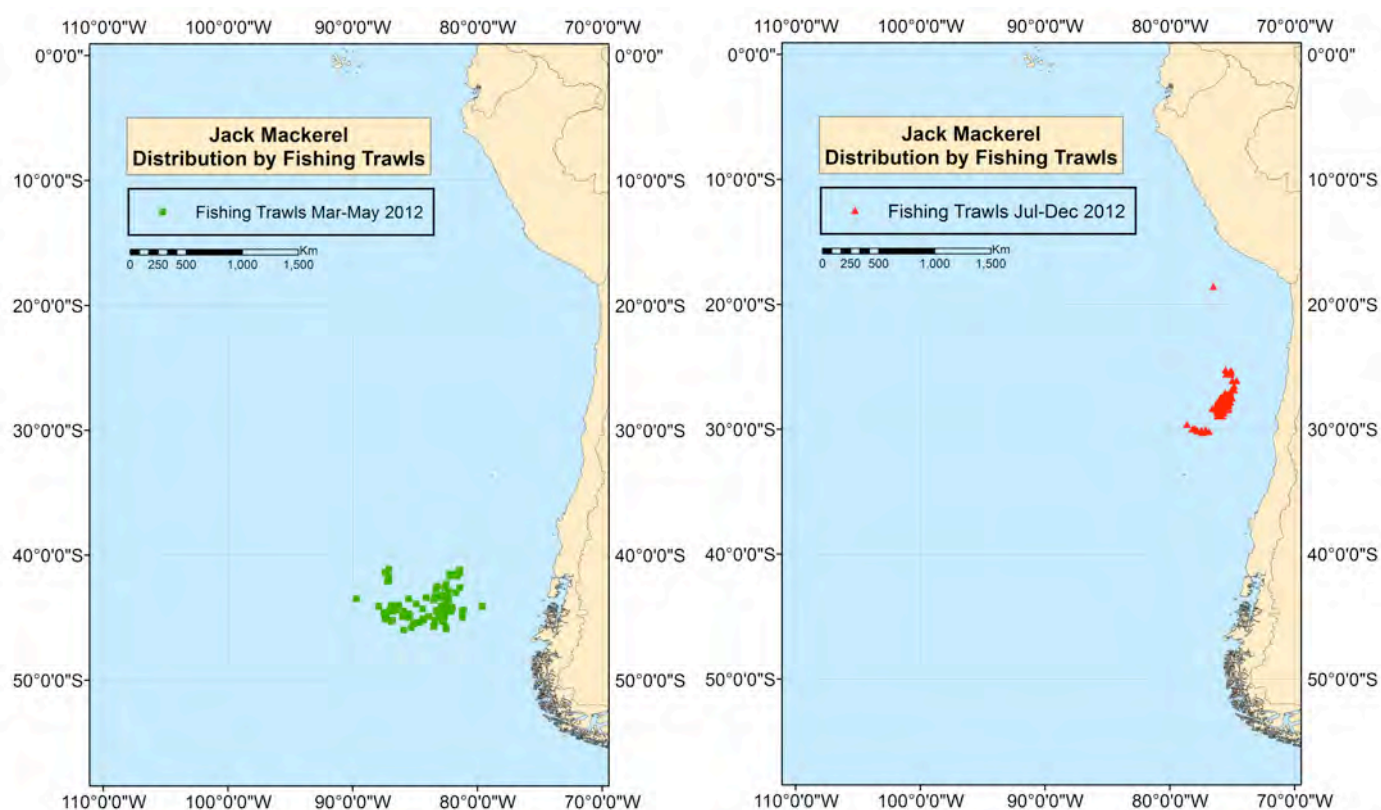 110°0'0"W 100°0'0"W 90°0'0"W 80°0'0"W 70°0'0"W
0°0'0" 0°0'0"
Jack Mackerel
Distribution by Fishing Trawls
10°0'0"S 10°0'0"S
Fishing Trawls Mar-May 2012
Km
0 250 500 1,000 1,500
20°0'0"S 20°0'0"S
30°0'0"S 30°0'0"S
40°0'0"S 40°0'0"S
50°0'0"S 50°0'0"S
110°0'0"W 100°0'0"W 90°0'0"W 80°0'0"W 70°0'0"W
110°0'0"W 100°0'0"W 90°0'0"W 80°0'0"W 70°0'0"W
0°0'0" 0°0'0"
Jack Mackerel
Distribution by Fishing Trawls
10°0'0"S 10°0'0"S
Fishing Trawls Jul-Dec 2012
Km
0 250 500 1,000 1,500
20°0'0"S 20°0'0"S
30°0'0"S 30°0'0"S
40°0'0"S 40°0'0"S
50°0'0"S 50°0'0"S
110°0'0"W 100°0'0"W 90°0'0"W 80°0'0"W 70°0'0"W